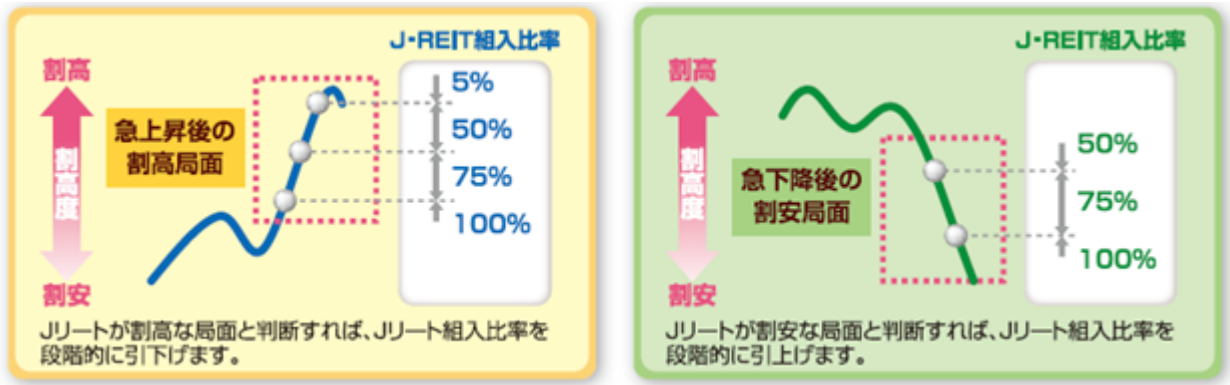 J・REIT組入比率
割高
割高度
割安
急上昇後の
割高局面
5%
50%
75%
100%
Jリートが割高な局面と判断すれば、Jリート組入比率を
段階的に引下げます。
J・REIT組入比率
割高
割高度
割安
急下降後の
割安局面
50%
75%
100%
Jリートが割安な局面と判断すれば、Jリート組入比率を
段階的に引上げます。